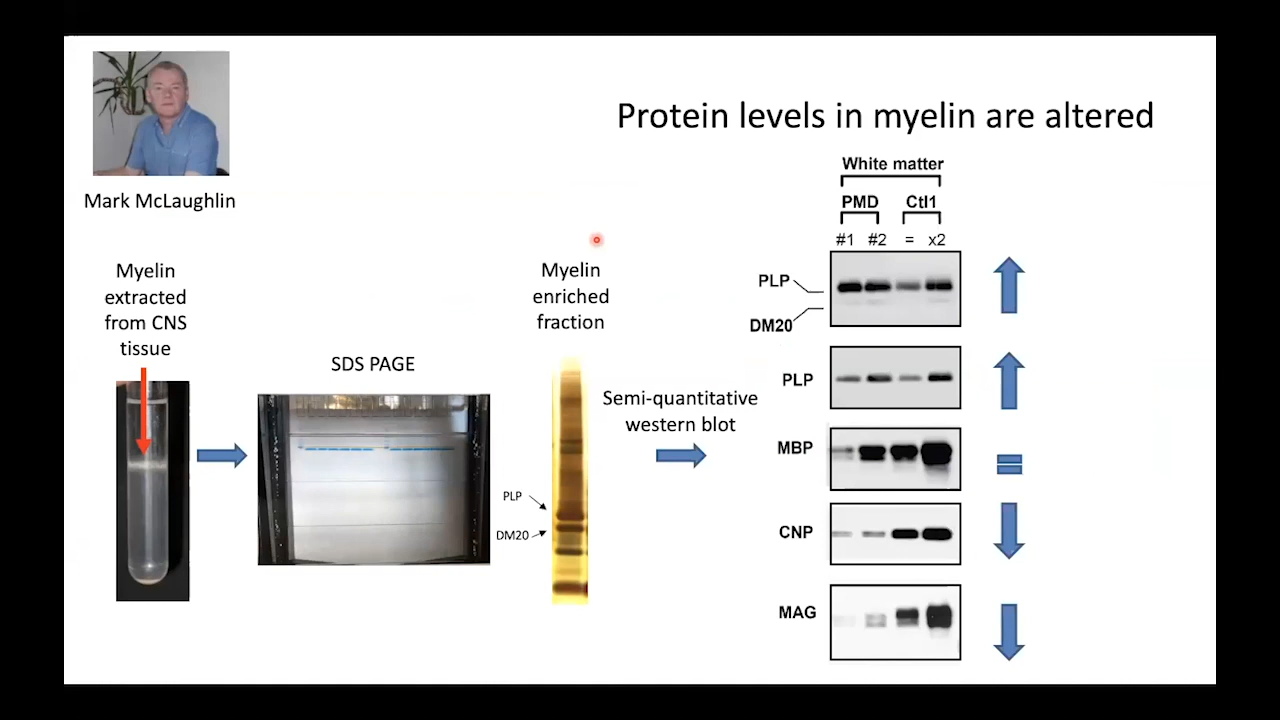 Protein levels in myelin are altered
Mark McLaughlin
Myelin
extracted
from CNS
tissue
SDS PAGE
Myelin
enriched
fraction
PLP
DM20
Semi-quantitative
western blot
White matter
PMD Ctl1
#1 #2 = x2
PLP
DM20
PLP
MBP
CNP
MAG